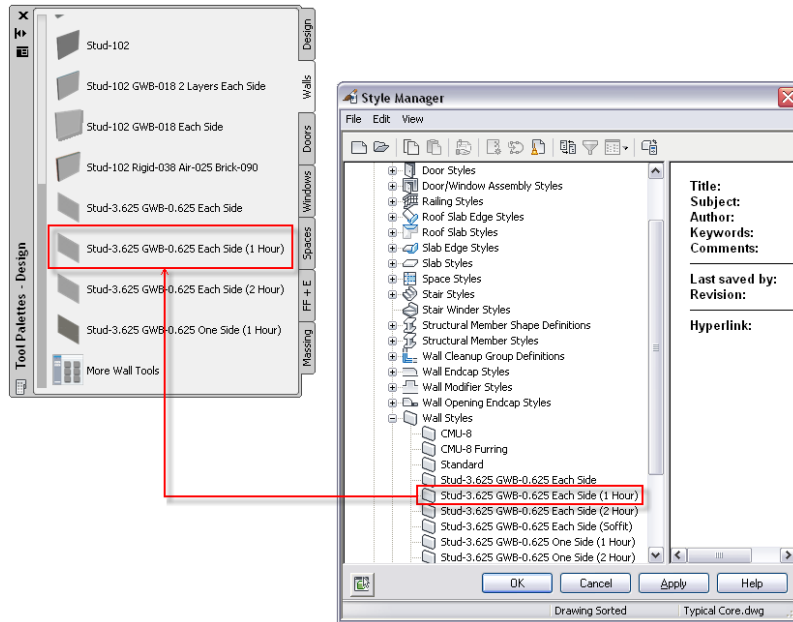 Design
Walls
Doors
Windows
Spaces
FF + E
Massing
Tool Palettes - Design
Stud-102
Stud-102 GWB-018 2 Layers Each Side
Stud-102 GWB-018 Each Side
Stud-102 Rigid-038 Air-025 Brick-090
Stud-3.625 GWB-0.625 Each Side
Stud-3.625 GWB-0.625 Each Side (1 Hour)
Stud-3.625 GWB-0.625 Each Side (2 Hour)
Stud-3.625 GWB-0.625 One Side (1 Hour)
More Wall Tools
Style Manager
File Edit View
Door Styles
Door/Window Assembly Styles
Railing Styles
Roof Slab Edge Styles
Roof Slab Styles
Slab Edge Styles
Slab Styles
Space Styles
Stair Styles
Stair Winder Styles
Structural Member Shape Definitions
Structural Member Styles
Wall Cleanup Group Definitions
Wall Endcap Styles
Wall Modifier Styles
Wall Opening Endcap Styles
Wall Styles
CMU-8
CMU-8 Furring
Standard
Stud-3.625 GWB-0.625 Each Side
Stud-3.625 GWB-0.625 Each Side (1 Hour)
Stud-3.625 GWB-0.625 Each Side (2 Hour)
Stud-3.625 GWB-0.625 Each Side (Soffit)
Stud-3.625 GWB-0.625 One Side (1 Hour)
Stud-3.625 GWB-0.625 One Side (2 Hour)
Title:
Subject:
Author:
Keywords:
Comments:
Last saved by:
Revision:
Hyperlink:
OK Cancel Apply Help
Drawing Sorted Typical Core.dwg